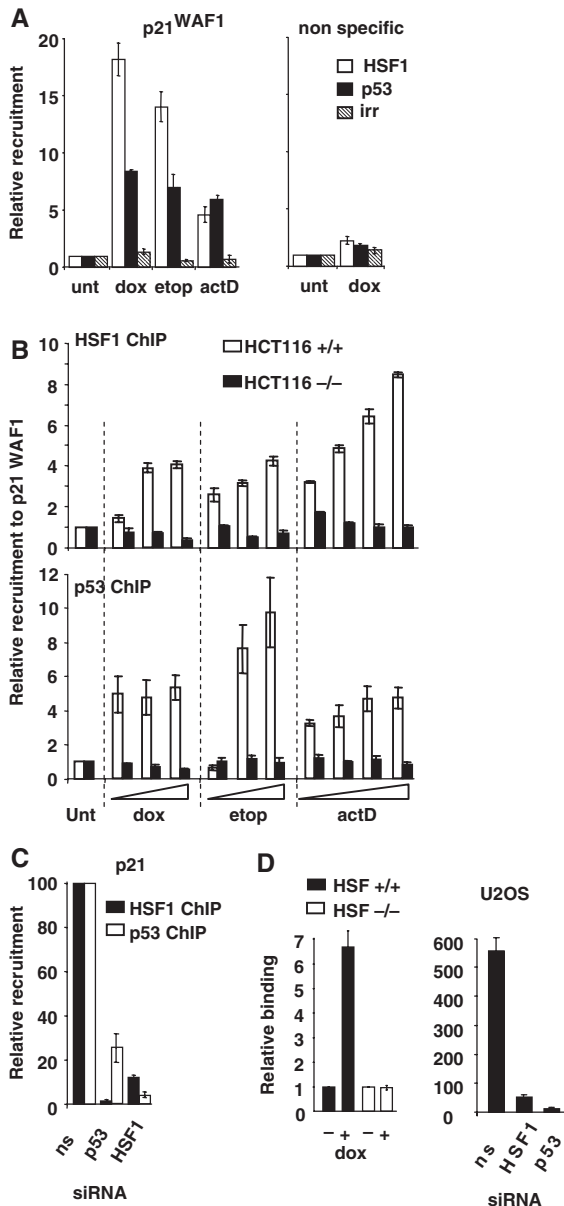 A
p21WAF1
non specific
Relative recruitment
20
15
10
5
0
HSF1
p53
irr
unt dox etop actD
unt dox
B
HSF1 ChIP
HCT116 +/+
HCT116 –/–
Relative recruitment to p21 WAF1
10
8
6
4
2
0
p53 ChIP
12
10
8
6
4
2
0
Unt dox etop actD
C
p21
Relative recruitment
100
80
60
40
20
0
HSF1 ChIP
p53 ChIP
ns p53 HSF1
siRNA
D
HSF +/+
HSF –/–
Relative binding
7
6
5
4
3
2
1
0
– + – +
dox
U2OS
600
500
400
300
200
100
0
ns HSF1 p53
siRNA